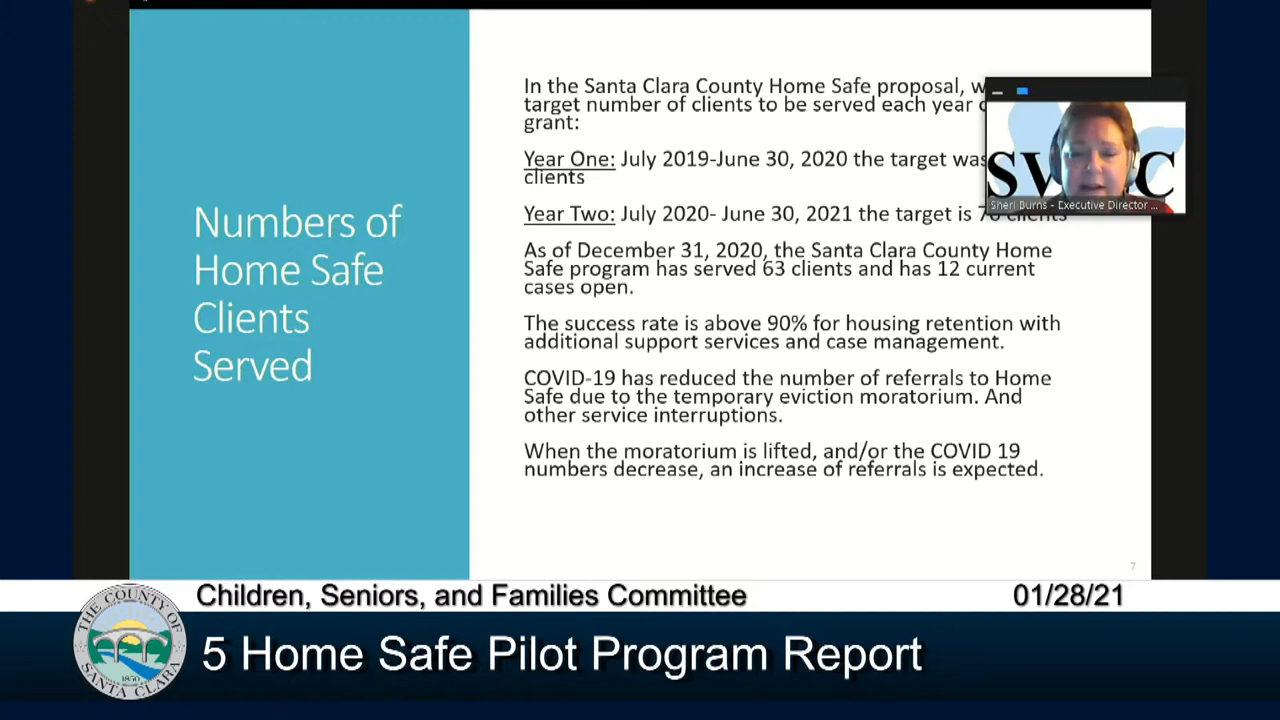 Numbers of
Home Safe
Clients
Served
In the Santa Clara County Home Safe proposal,
target number of clients to be served each year
grant:
Year One: July 2019-June 30, 2020 the target was
clients
Year Two: July 2020- June 30, 2021 the target is
As of December 31, 2020, the Santa Clara County Home
Safe program has served 63 clients and has 12 current
cases open.
The success rate is above 90% for housing retention with
additional support services and case management.
COVID-19 has reduced the number of referrals to Home
Safe due to the temporary eviction moratorium. And
other service interruptions.
When the moratorium is lifted, and/or the COVID 19
numbers decrease, an increase of referrals is expected.
7
Sheri Burns - Executive Director ...
Children, Seniors, and Families Committee
01/28/21
5 Home Safe Pilot Program Report
THE COUNTY OF
SANTA CLARA
1850